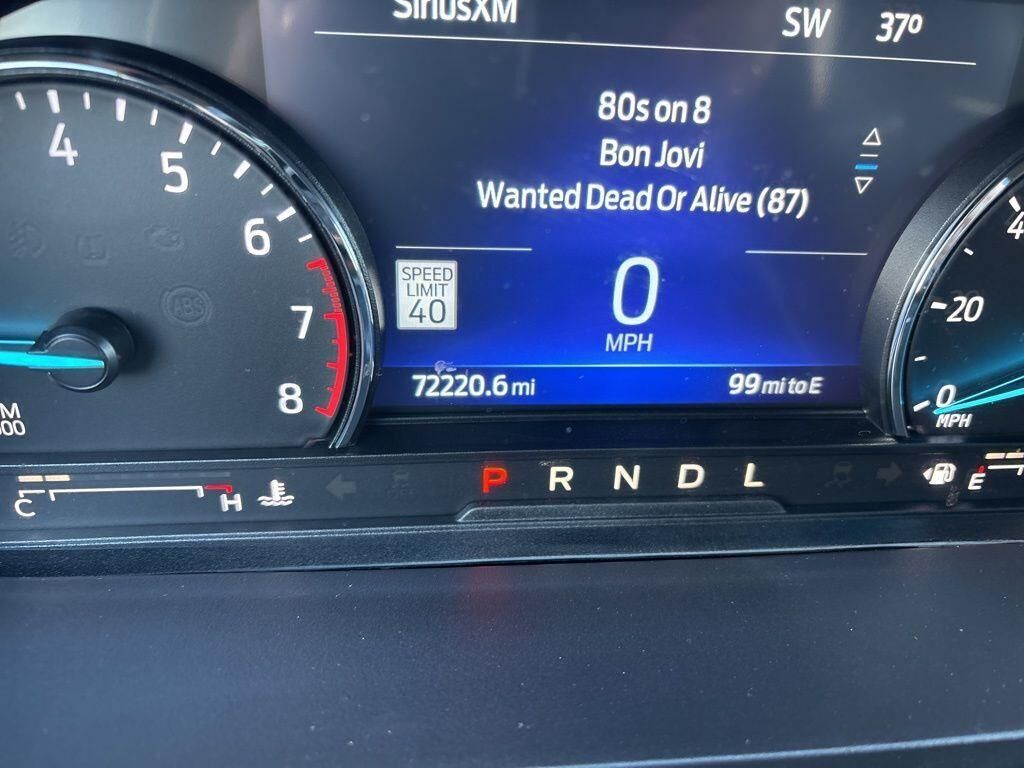 SiriusXM
SW 37°
80s on 8
Bon Jovi
Wanted Dead Or Alive (87)
SPEED
LIMIT
40
0
MPH
72220.6 mi
99 mi to E
4
5
6
7
8
ABS
20
0
MPH
C H
P R N D L
E